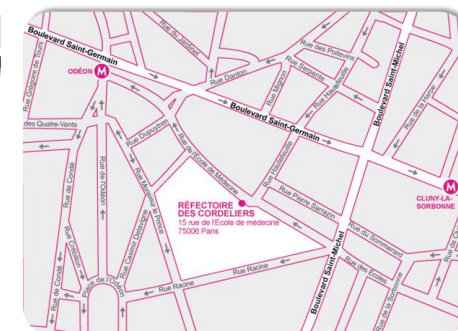 Boulevard Saint-Germain
Rue du Jardinet
Rue des Poitevins
Boulevard Saint-Michel
Rue Grégoire de Tours
ODÉON
M
Rue Danton
Rue Serpente
Rue Mignon
Rue Hautefeuille
Rue de la Harpe
Boulevard Saint-Germain
des Quatre-Vents
Rue Dupuytren
Rue de l'École de Médecine
Rue Hautefeuille
Rue de Condé
Rue de l'Odéon
Rue Monsieur le Prince
Rue Pierre Sarrazin
M
CLUNY-LA-
SORBONNE
RÉFECTOIRE
DES CORDELIERS
15 rue de l'Ecole de médecine
75006 Paris
Rue Casimir Delavigne
Rue Crébillon
Rue du Sommerard
Rue des Écoles
Rue Racine
Rue de Condé
Place de l'Odéon
Rue Racine
Boulevard Saint-Michel
Rue de la Sorbonne